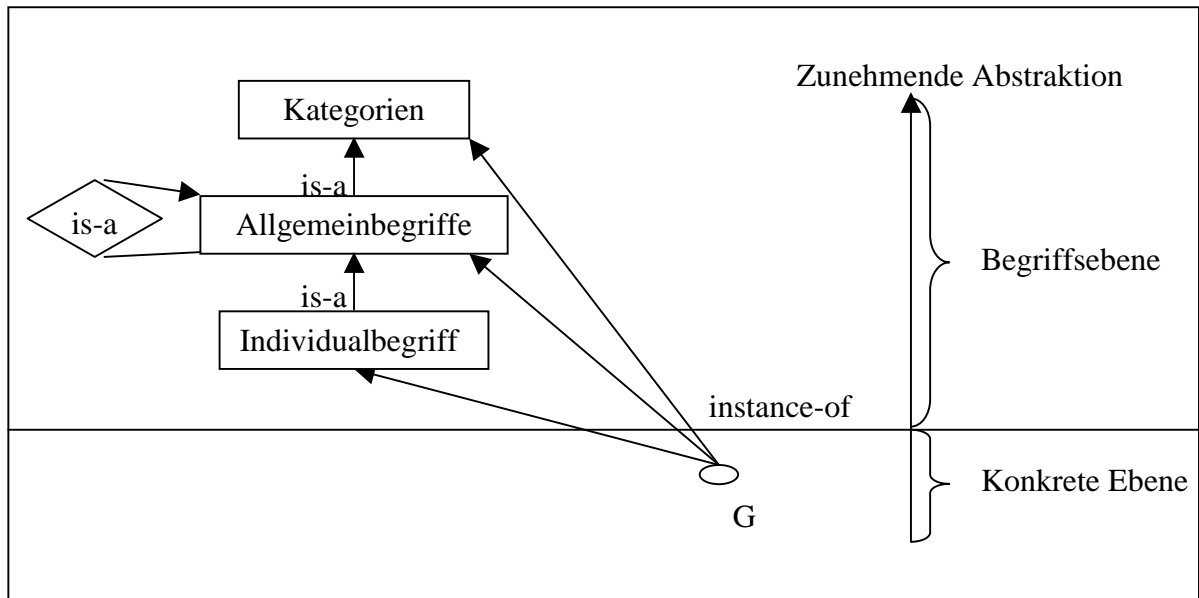 Zunehmende Abstraktion
Kategorien
is-a
is-a
Allgemeinbegriffe
Begriffsebene
is-a
Individualbegriff
instance-of
Konkrete Ebene
G